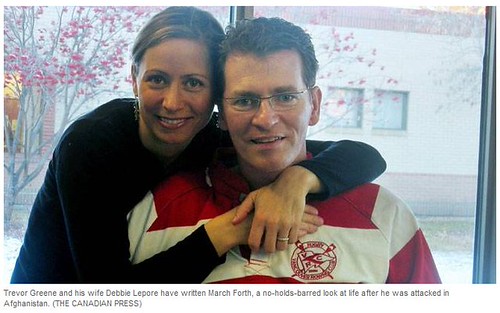 Trevor Greene and his wife Debbie Lepore have written March Forth, a no-holds-barred look at life after he was attacked in
Afghanistan. (THE CANADIAN PRESS)